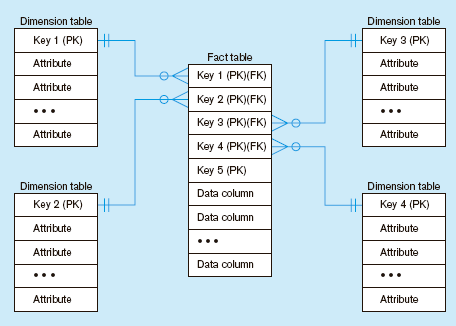 Dimension table
Key 1 (PK)
Attribute
Attribute
•••
Attribute
Dimension table
Key 2 (PK)
Attribute
Attribute
•••
Attribute
Fact table
Key 1 (PK)(FK)
Key 2 (PK)(FK)
Key 3 (PK)(FK)
Key 4 (PK)(FK)
Key 5 (PK)
Data column
Data column
•••
Data column
Dimension table
Key 3 (PK)
Attribute
Attribute
•••
Attribute
Dimension table
Key 4 (PK)
Attribute
Attribute
•••
Attribute